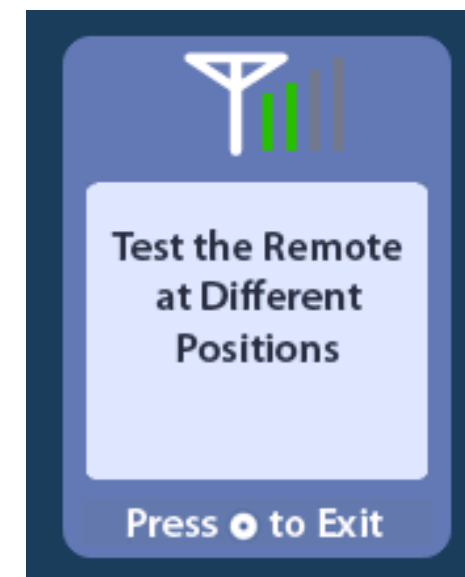 Test the Remote
at Different
Positions
Press to Exit